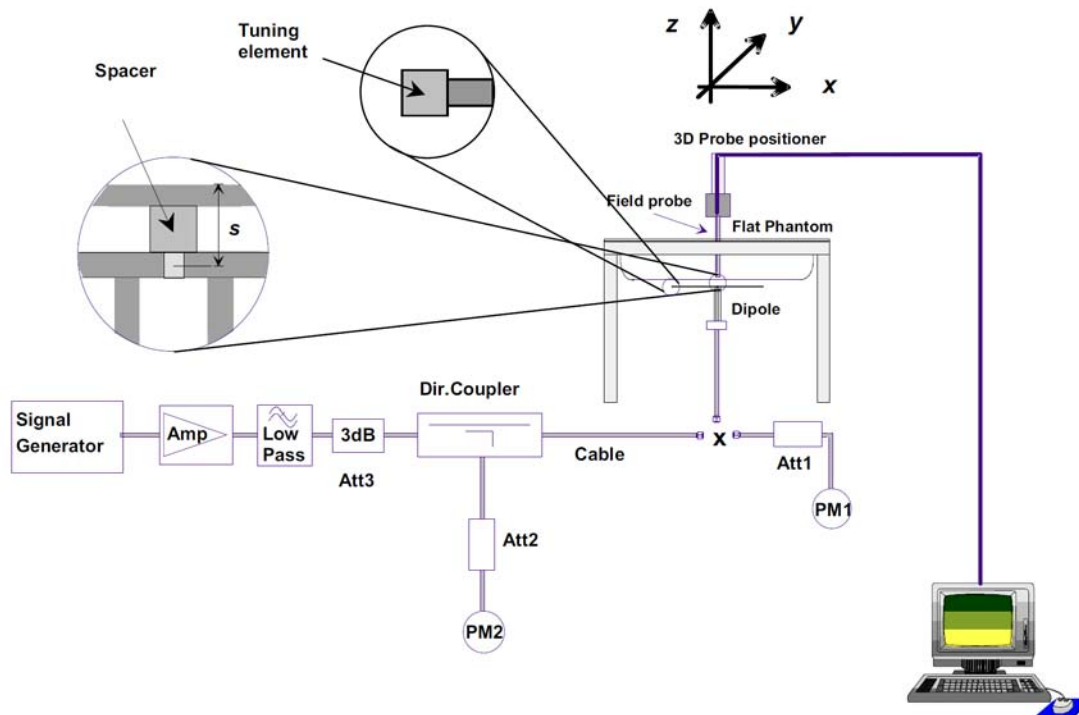 Tuning
element
z
y
x
Spacer
s
3D Probe positioner
Field probe
Flat Phantom
Dipole
Dir.Coupler
Signal
Generator
Amp
Low
Pass
3dB
Att3
Cable
x
Att1
PM1
Att2
PM2